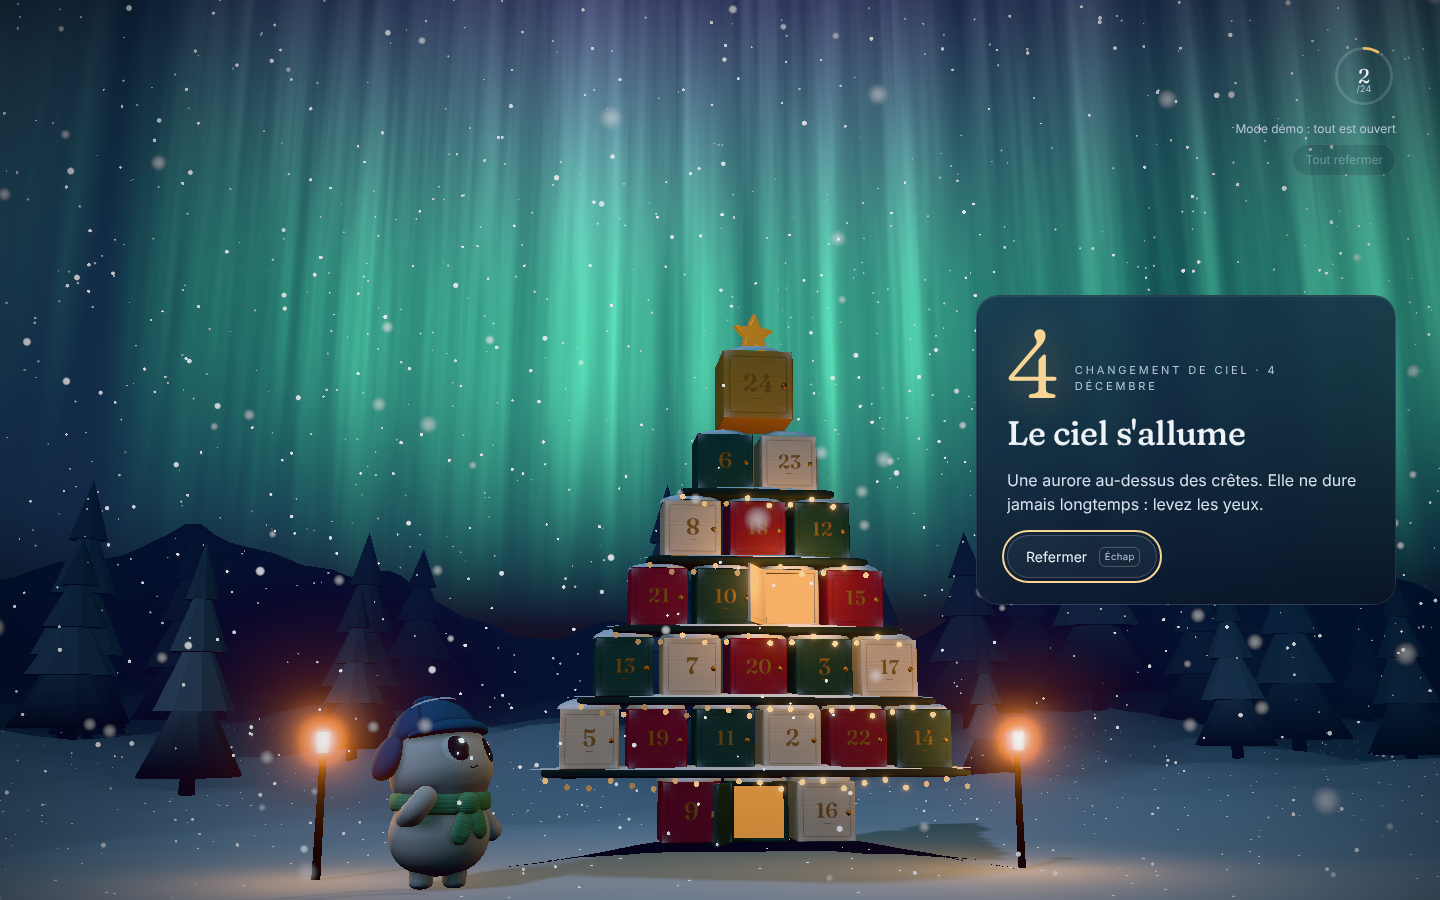 2
/24
Mode démo : tout est ouvert
Tout refermer
4
CHANGEMENT DE CIEL · 4
DÉCEMBRE
Le ciel s'allume
Une aurore au-dessus des crêtes. Elle ne dure
jamais longtemps : levez les yeux.
Refermer Échap
24
6 23
8 18 12
21 10 15
13 7 20 3 17
5 19 11 2 22 14
9 16